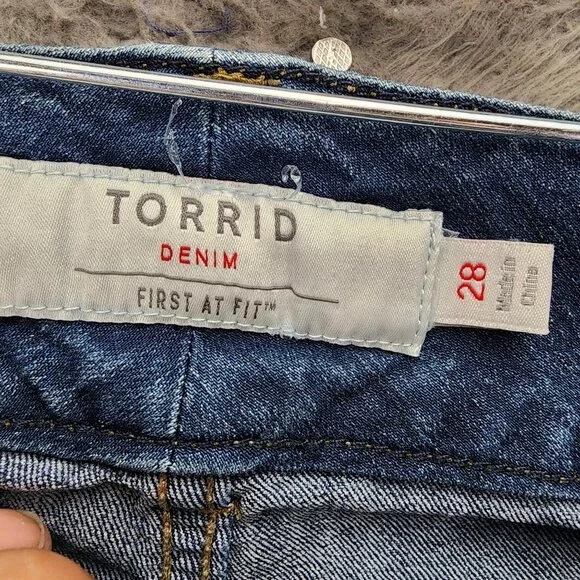 TORRID
DENIM
FIRST AT FIT™
28
Made in
China